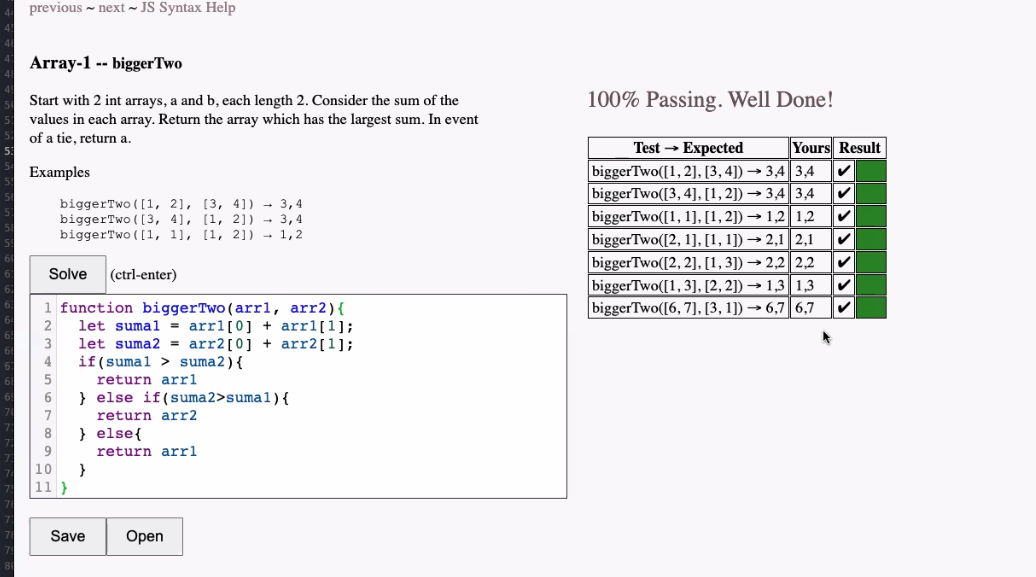 previous ~ next ~ JS Syntax Help
Array-1 -- biggerTwo
Start with 2 int arrays, a and b, each length 2. Consider the sum of the
values in each array. Return the array which has the largest sum. In event
of a tie, return a.
Examples
biggerTwo([1, 2], [3, 4]) → 3,4
biggerTwo([3, 4], [1, 2]) → 3,4
biggerTwo([1, 1], [1, 2]) → 1,2
Solve (ctrl-enter)
1 function biggerTwo(arr1, arr2){
2 let suma1 = arr1[0] + arr1[1];
3 let suma2 = arr2[0] + arr2[1];
4 if(suma1 > suma2){
5 return arr1
6 } else if(suma2>suma1){
7 return arr2
8 } else{
9 return arr1
10 }
11 }
Save Open
100% Passing. Well Done!
Test → Expected Yours Result
biggerTwo([1, 2], [3, 4]) → 3,4 3,4 ✔
biggerTwo([3, 4], [1, 2]) → 3,4 3,4 ✔
biggerTwo([1, 1], [1, 2]) → 1,2 1,2 ✔
biggerTwo([2, 1], [1, 1]) → 2,1 2,1 ✔
biggerTwo([2, 2], [1, 3]) → 2,2 2,2 ✔
biggerTwo([1, 3], [2, 2]) → 1,3 1,3 ✔
biggerTwo([6, 7], [3, 1]) → 6,7 6,7 ✔